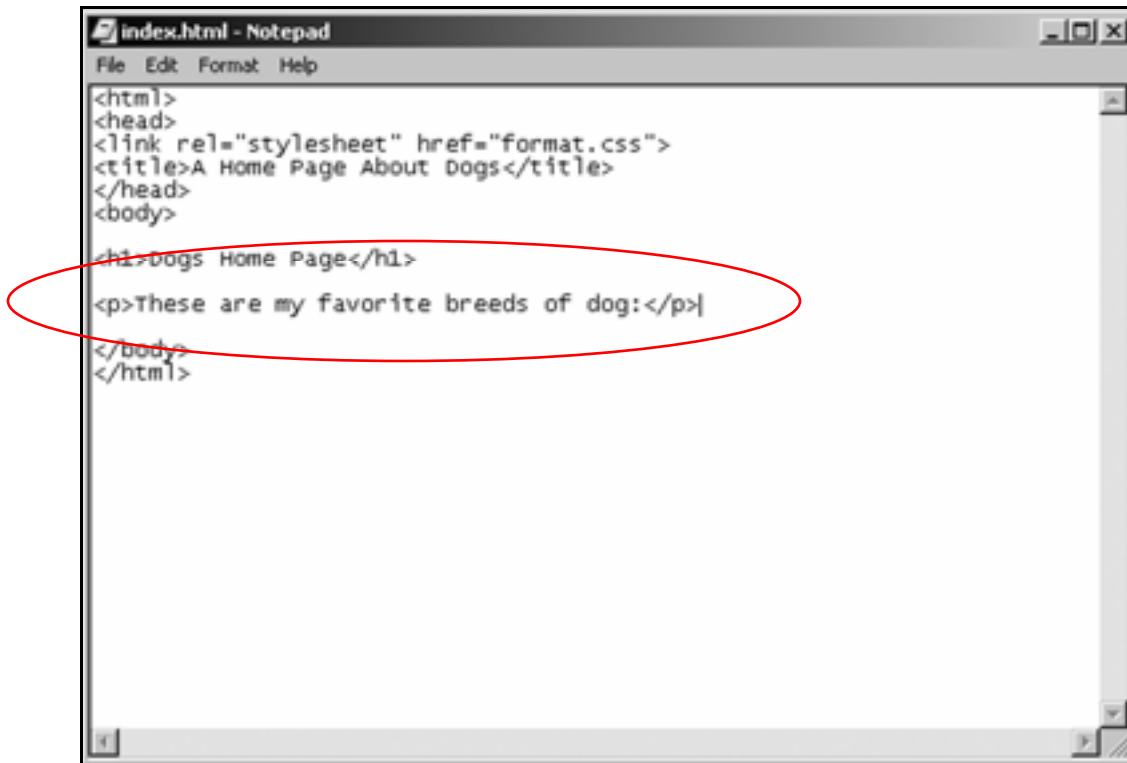 index.html - Notepad
File Edit Format Help
<html>
<head>
<link rel="stylesheet" href="format.css">
<title>A Home Page About Dogs</title>
</head>
<body>
<h1>Dogs Home Page</h1>
<p>These are my favorite breeds of dog:</p>
</body>
</html>